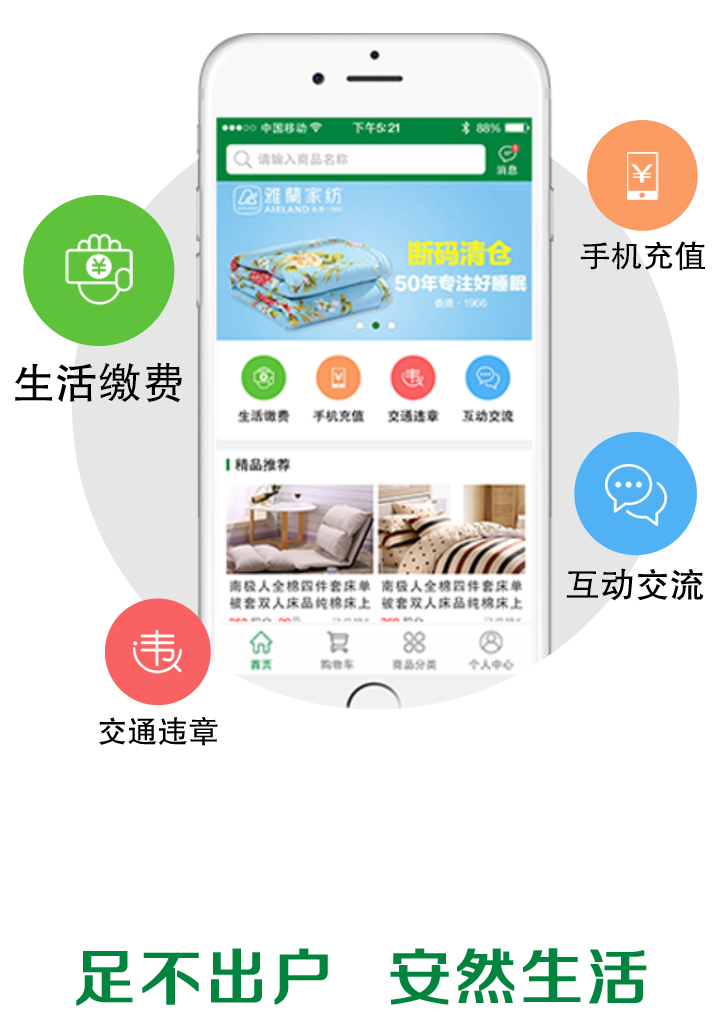 中国移动 下午5:21 88%
请输入商品名称
消息
雅蘭家纺
AIRLAND
断码清仓
50年专注好睡眠
香港·1966
¥
手机充值
¥
生活缴费
生活缴费 手机充值 交通违章 互动交流
精品推荐
南极人全棉四件套床单 南极人全棉四件套床单
被套双人床品纯棉床上 被套双人床品纯棉床上
互动交流
首页 购物车 商品分类 个人中心
违
交通违章
足不出户 安然生活